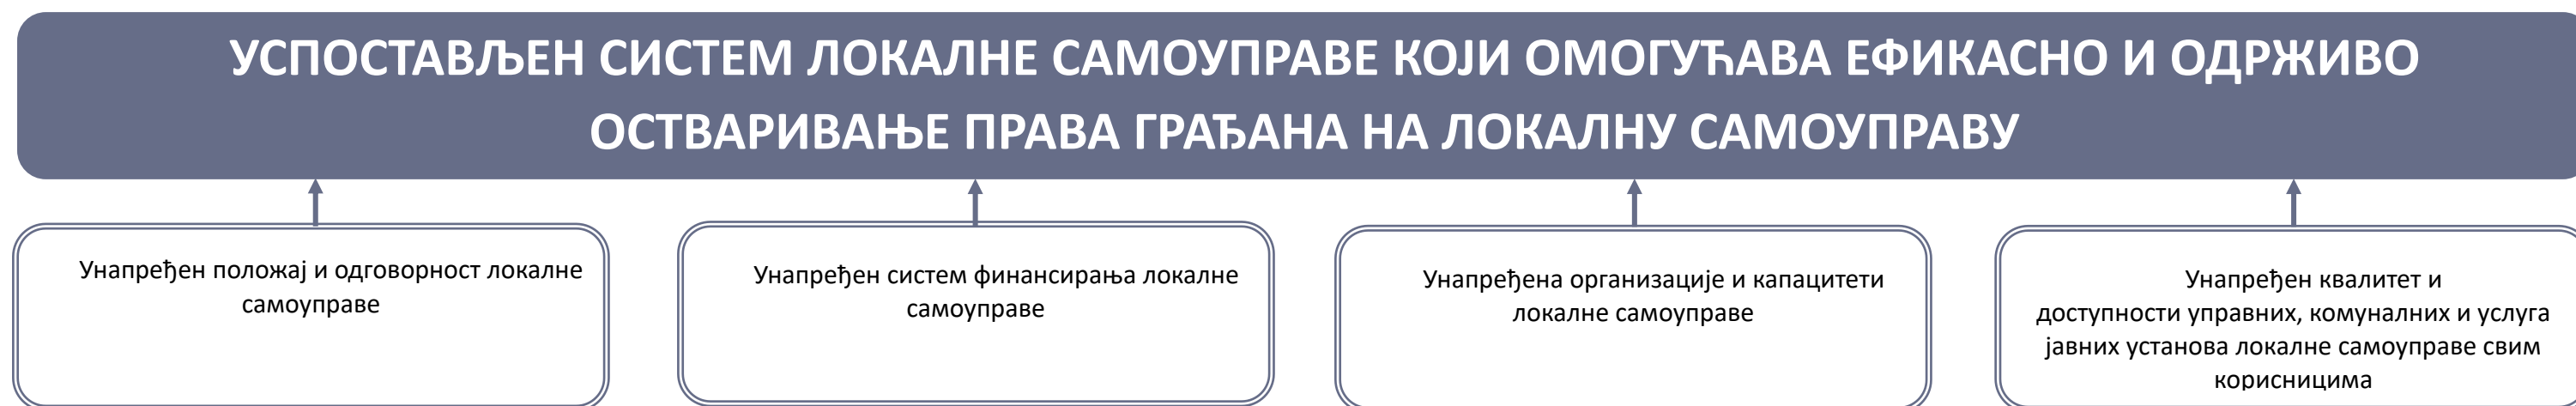 УСПОСТАВЉЕН СИСТЕМ ЛОКАЛНЕ САМОУПРАВЕ КОЈИ ОМОГУЋАВА ЕФИКАСНО И ОДРЖИВО
ОСТВАРИВАЊЕ ПРАВА ГРАЂАНА НА ЛОКАЛНУ САМОУПРАВУ
Унапређен положај и одговорност локалне
самоуправе
Унапређен систем финансирања локалне
самоуправе
Унапређена организације и капацитети
локалне самоуправе
Унапређен квалитет и
доступности управних, комуналних и услуга
јавних установа локалне самоуправе свим
корисницима